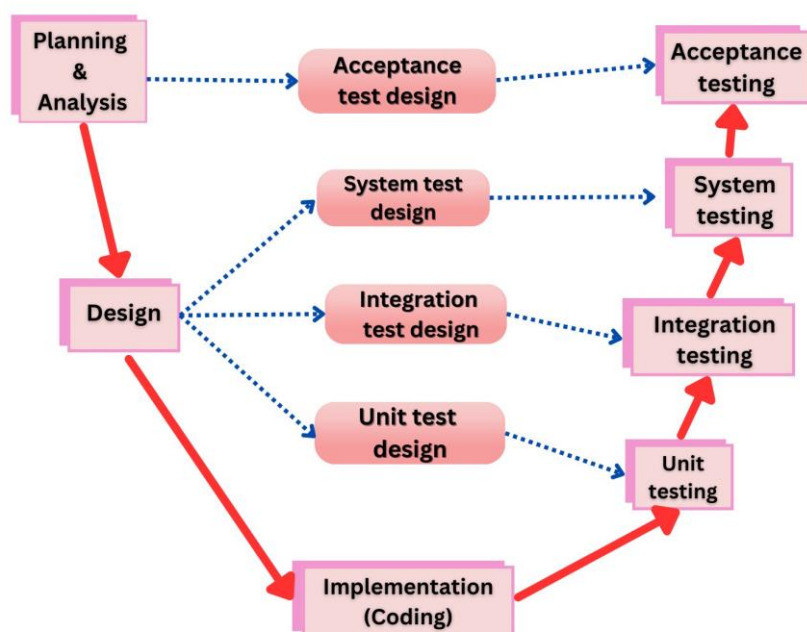 Planning
&
Analysis
Acceptance
test design
Acceptance
testing
System test
design
System
testing
Design
Integration
test design
Integration
testing
Unit test
design
Unit
testing
Implementation
(Coding)